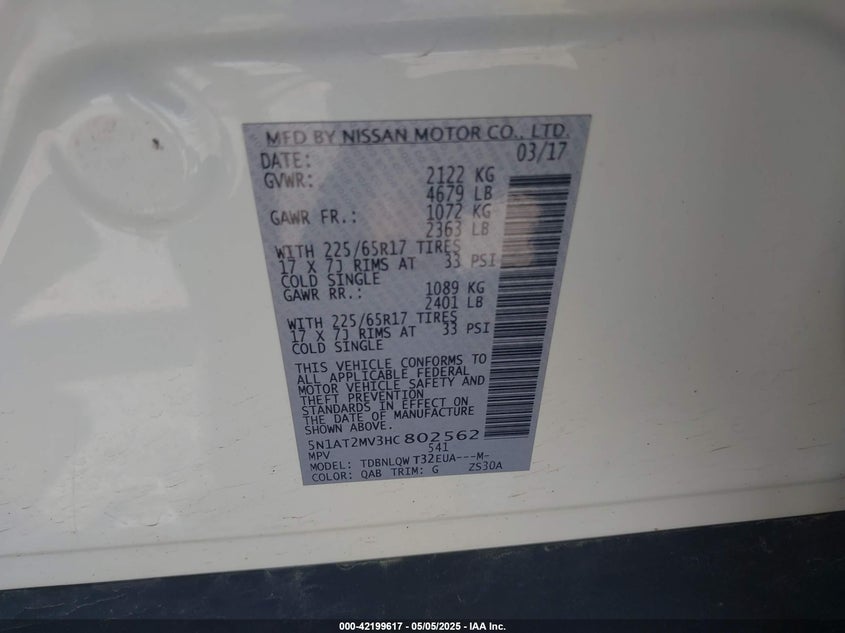 MFD BY NISSAN MOTOR CO., LTD.
DATE: 03/17
GVWR: 2122 KG
4679 LB
GAWR FR.: 1072 KG
2363 LB
WITH 225/65R17 TIRES
17 X 7J RIMS AT 33 PSI
COLD SINGLE
GAWR RR.: 1089 KG
2401 LB
WITH 225/65R17 TIRES
17 X 7J RIMS AT 33 PSI
COLD SINGLE
THIS VEHICLE CONFORMS TO
ALL APPLICABLE FEDERAL
MOTOR VEHICLE SAFETY AND
THEFT PREVENTION
STANDARDS IN EFFECT ON
THE DATE OF MANUFACTURE
SHOWN ABOVE
5N1AT2MV3HC802562
MPV 541
MODEL: TDBNLQW T32EUA---M-
COLOR: QAB TRIM: G ZS30A
000-42199617 - 05/05/2025 - IAA Inc.